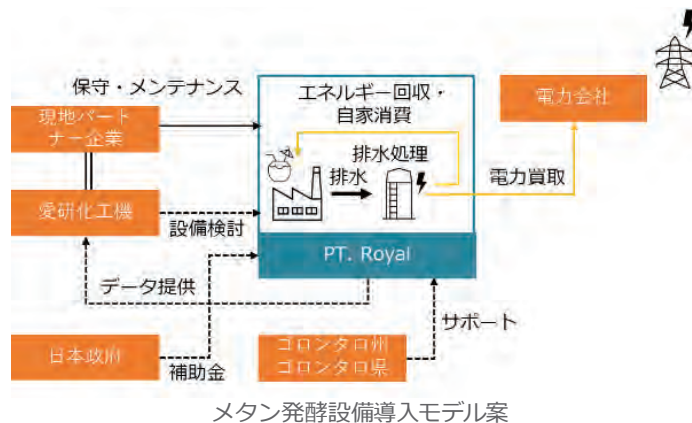 保守・メンテナンス
エネルギー回収・
自家消費
電力会社
現地パート
ナー企業
排水処理
排水
電力買取
愛研化工機
設備検討
PT. Royal
データ提供
サポート
日本政府
補助金
ゴロンタロ州
ゴロンタロ県
メタン発酵設備導入モデル案